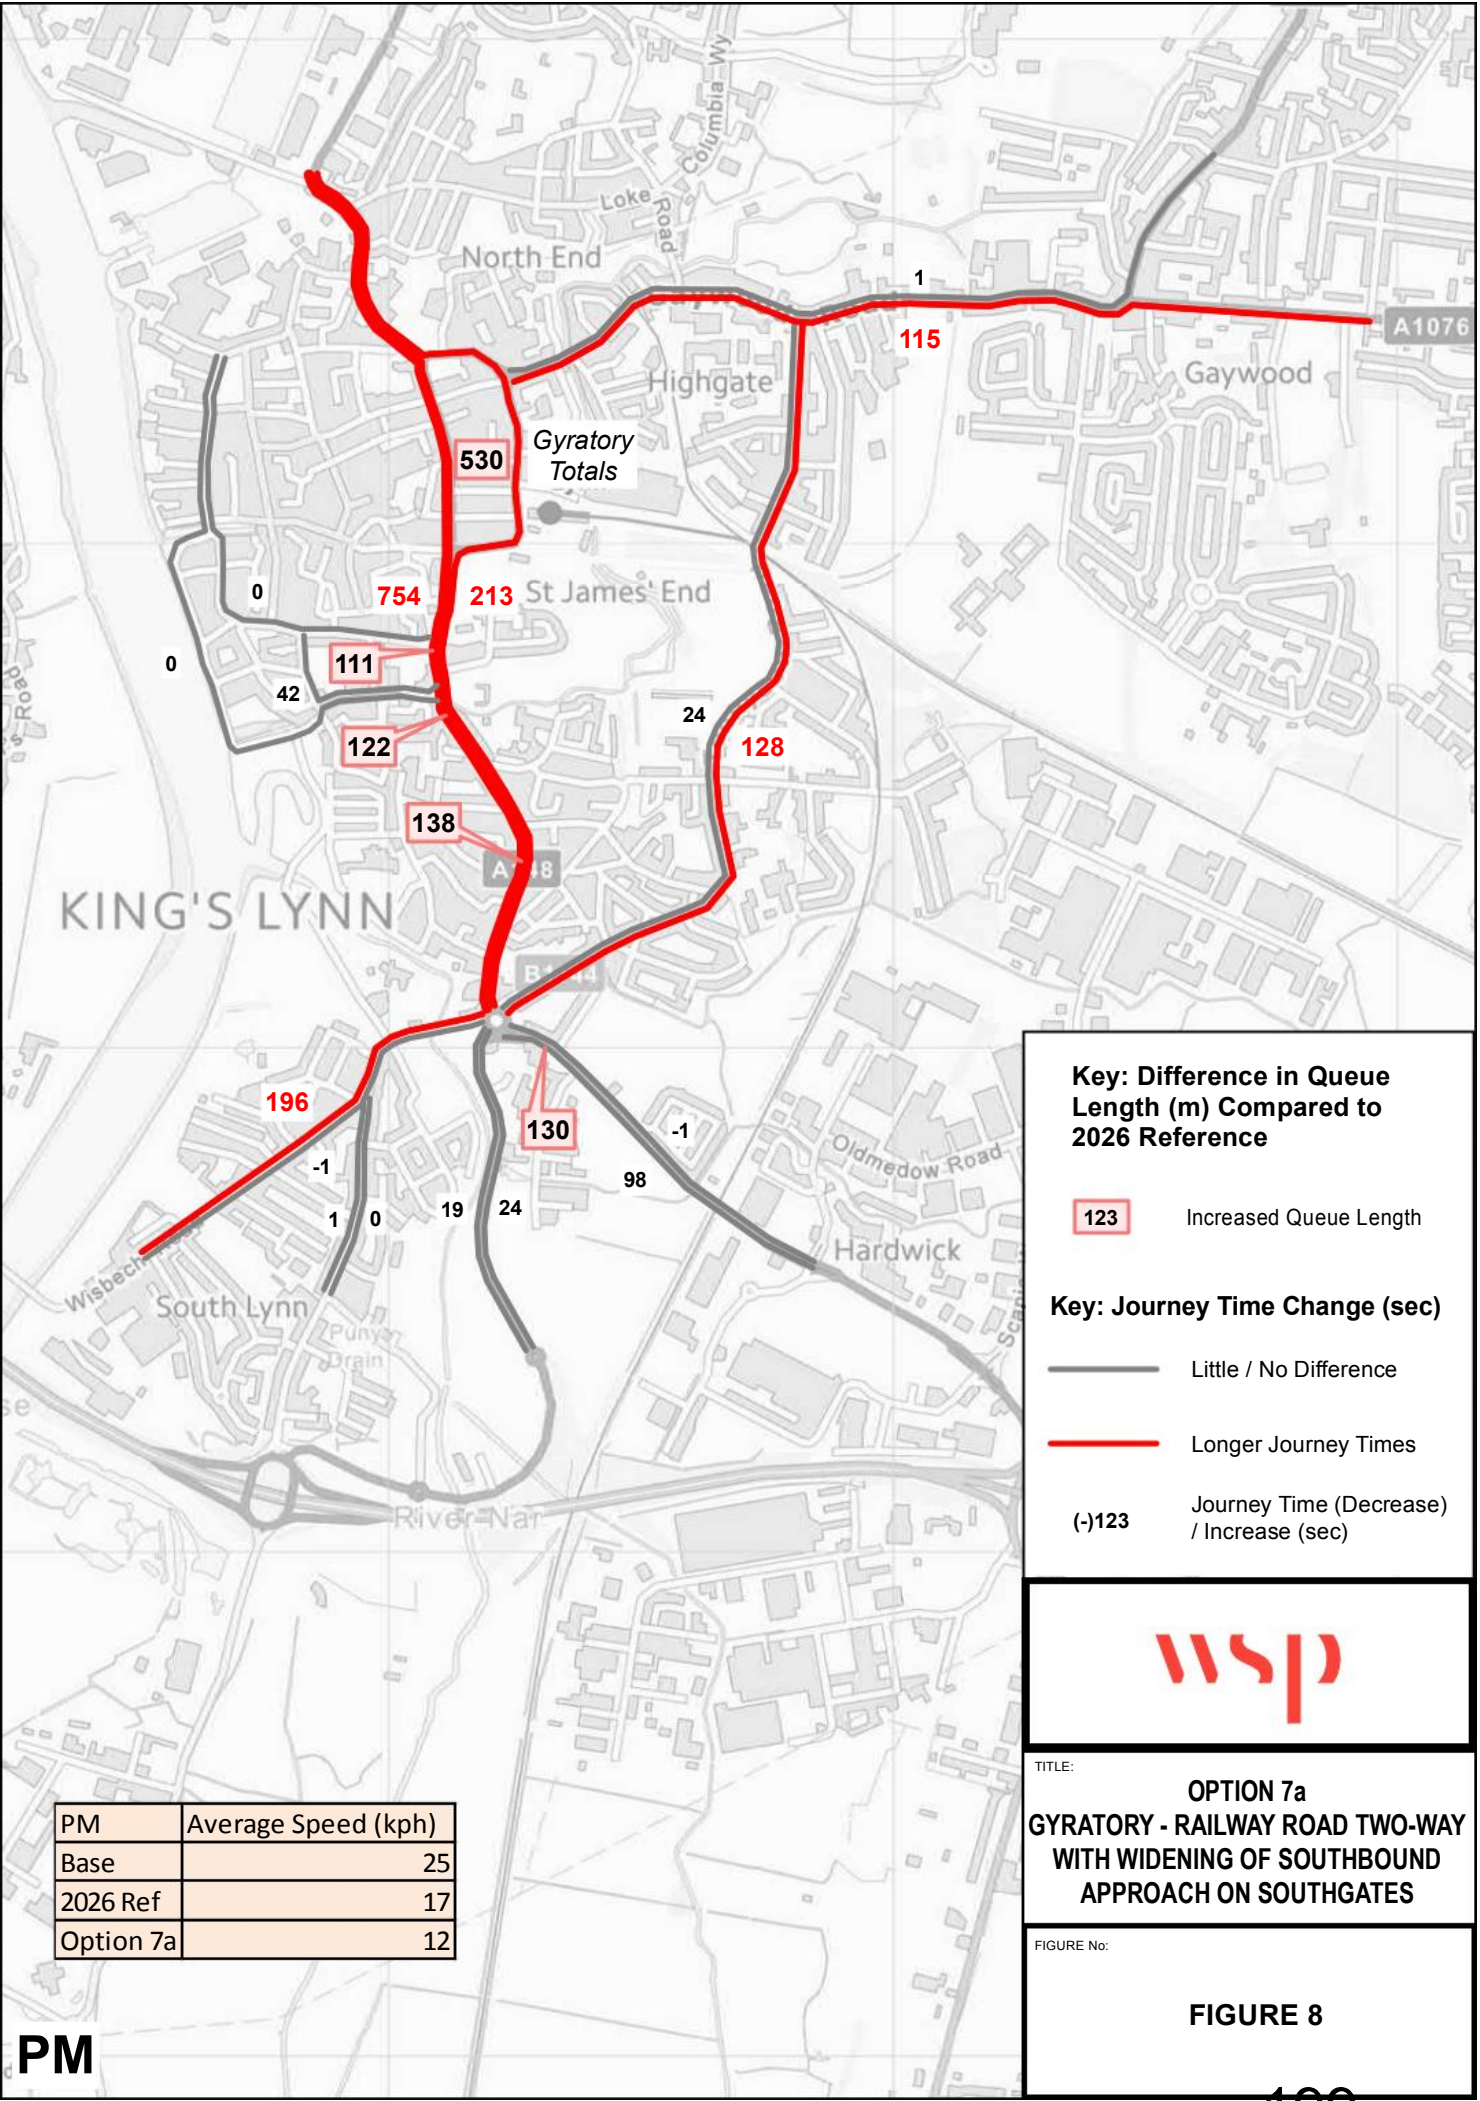 Columbia Wy
Loke Road
North End
1
A1076
115
Highgate
Gaywood
Gyratory
Totals
530
0
754
213
St James' End
111
0
42
24
122
128
138
KING'S LYNN
196
130
-1
Oldmedow Road
-1
98
1
0
19
24
Hardwick
Wisbech
South Lynn
Puny
Drain
River Nar
Key: Difference in Queue
Length (m) Compared to
2026 Reference
123 Increased Queue Length
Key: Journey Time Change (sec)
Little / No Difference
Longer Journey Times
(-)123 Journey Time (Decrease)
/ Increase (sec)
wsp
TITLE:
OPTION 7a
GYRATORY - RAILWAY ROAD TWO-WAY
WITH WIDENING OF SOUTHBOUND
APPROACH ON SOUTHGATES
FIGURE No:
FIGURE 8
PM Average Speed (kph)
Base 25
2026 Ref 17
Option 7a 12
PM